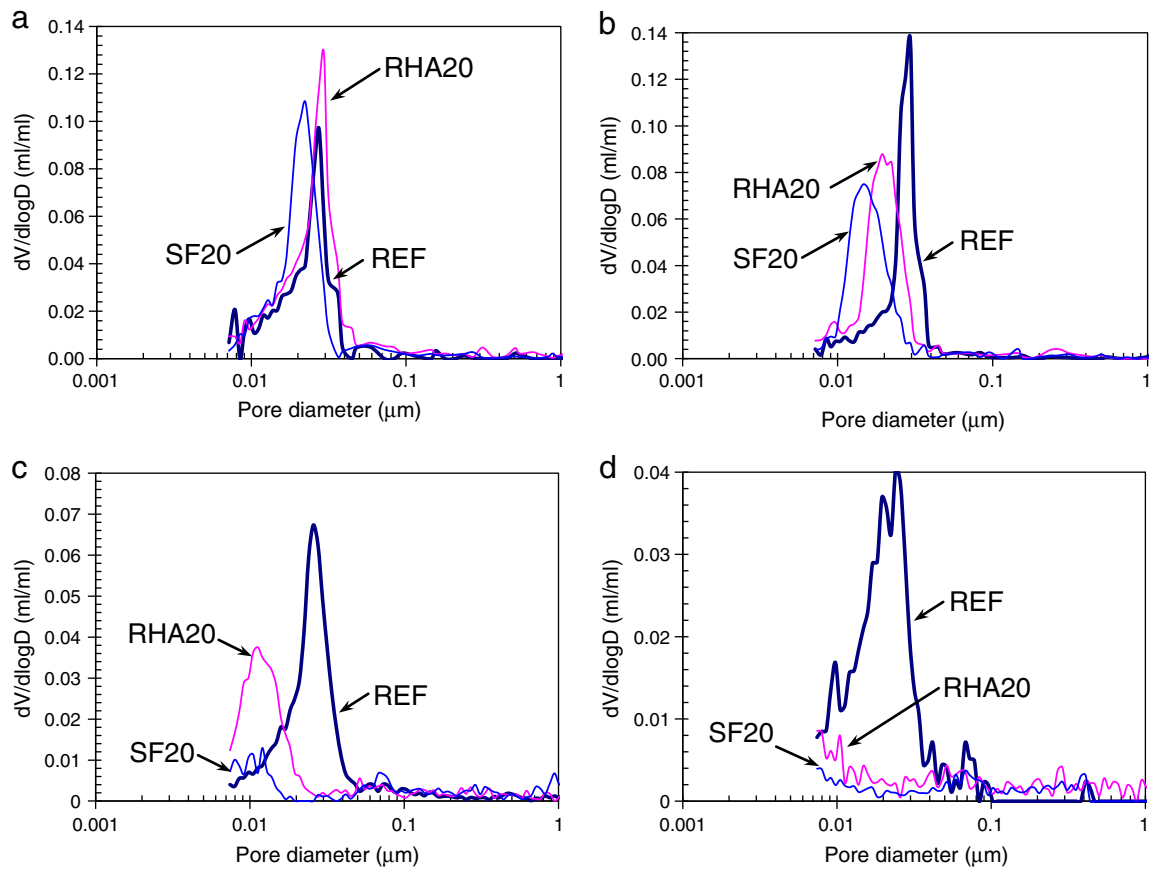 a
0.14
0.12
0.10
0.08
0.06
0.04
0.02
0.00
dV/dlogD (ml/ml)
RHA20
SF20
REF
0.001 0.01 0.1 1
Pore diameter (μm)
b
0.14
0.12
0.10
0.08
0.06
0.04
0.02
0.00
dV/dlogD (ml/ml)
RHA20
SF20
REF
0.001 0.01 0.1 1
Pore diameter (μm)
c
0.08
0.07
0.06
0.05
0.04
0.03
0.02
0.01
0
dV/dlogD (ml/ml)
RHA20
REF
SF20
0.001 0.01 0.1 1
Pore diameter (μm)
d
0.04
0.03
0.02
0.01
0
dV/dlogD (ml/ml)
REF
RHA20
SF20
0.001 0.01 0.1 1
Pore diameter (μm)